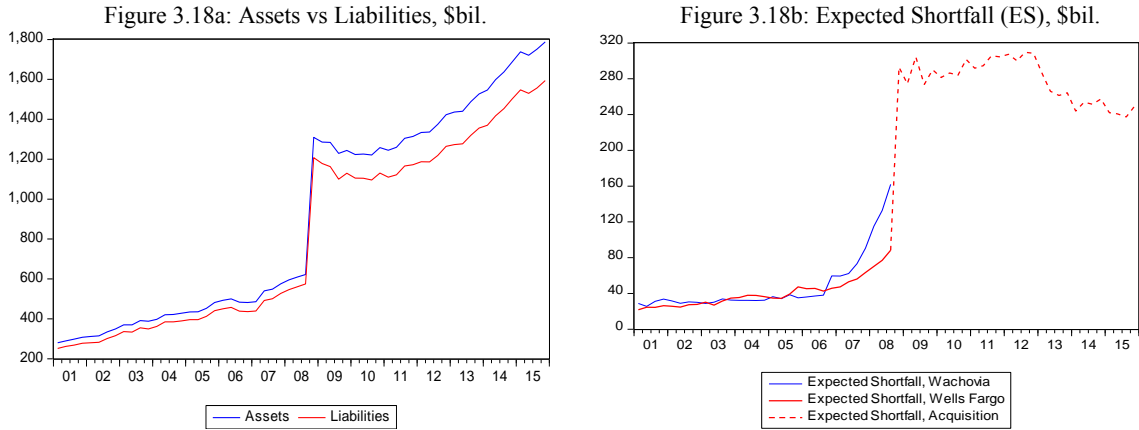 Figure 3.18a: Assets vs Liabilities, $bil.
1,800
1,600
1,400
1,200
1,000
800
600
400
200
01 02 03 04 05 06 07 08 09 10 11 12 13 14 15
Assets Liabilities
Figure 3.18b: Expected Shortfall (ES), $bil.
320
280
240
200
160
120
80
40
0
01 02 03 04 05 06 07 08 09 10 11 12 13 14 15
Expected Shortfall, Wachovia
Expected Shortfall, Wells Fargo
Expected Shortfall, Acquisition